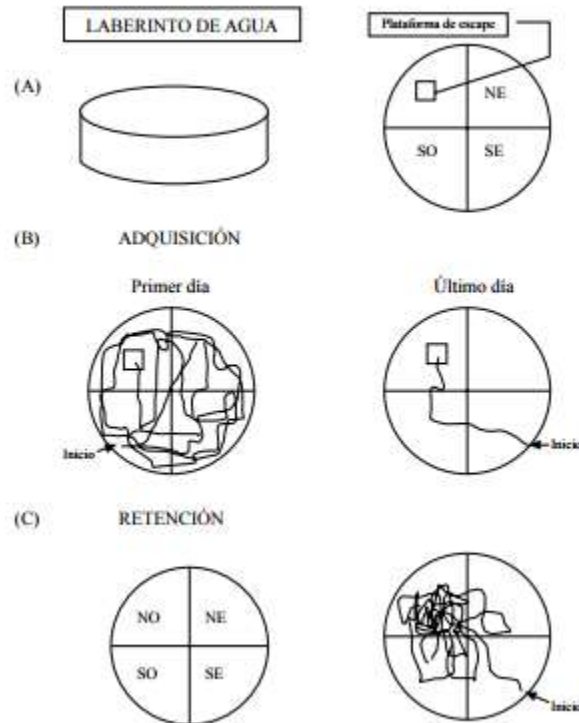 LABERINTO DE AGUA
Plataforma de escape
(A)
NE
SO
SE
(B)
ADQUISICIÓN
Primer día
Último día
Inicio
Inicio
(C)
RETENCIÓN
NO
NE
SO
SE
Inicio